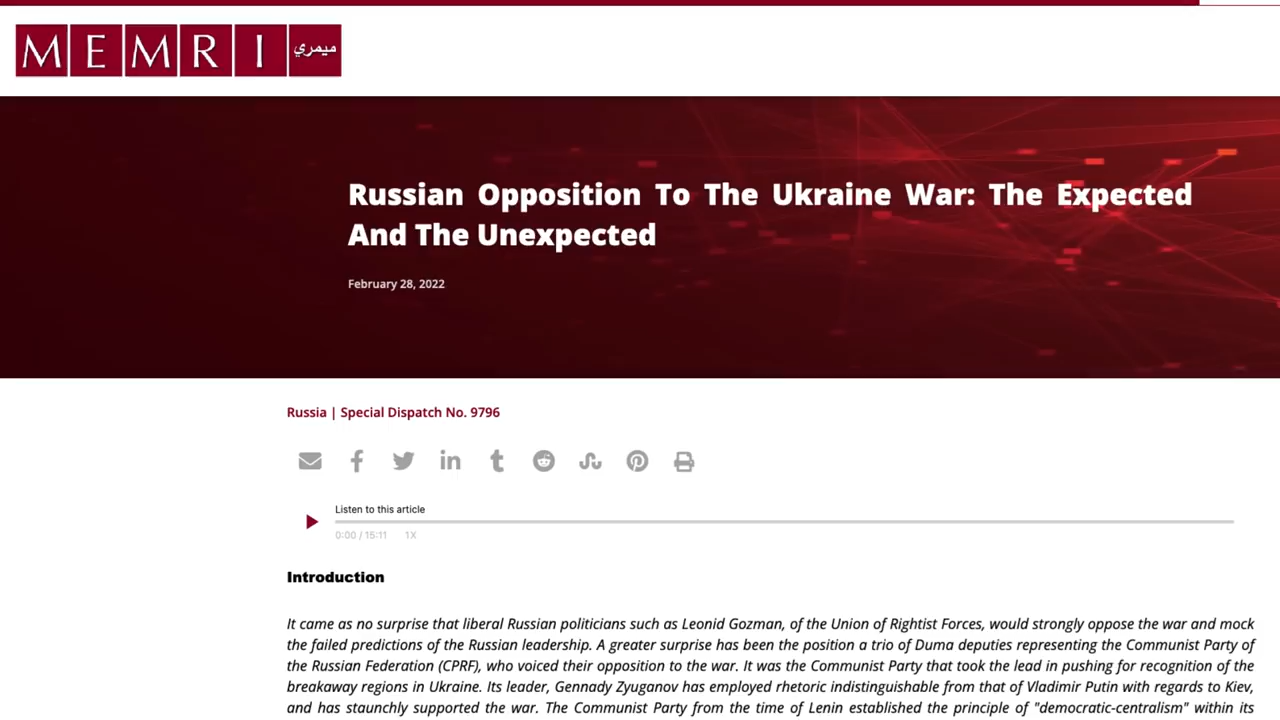 MEMRI ميمري
Russian Opposition To The Ukraine War: The Expected
And The Unexpected
February 28, 2022
Russia | Special Dispatch No. 9796
Listen to this article
0:00 / 15:11 1X
Introduction
It came as no surprise that liberal Russian politicians such as Leonid Gozman, of the Union of Rightist Forces, would strongly oppose the war and mock
the failed predictions of the Russian leadership. A greater surprise has been the position a trio of Duma deputies representing the Communist Party of
the Russian Federation (CPRF), who voiced their opposition to the war. It was the Communist Party that took the lead in pushing for recognition of the
breakaway regions in Ukraine. Its leader, Gennady Zyuganov has employed rhetoric indistinguishable from that of Vladimir Putin with regards to Kiev,
and has staunchly supported the war. The Communist Party from the time of Lenin established the principle of "democratic-centralism" within its